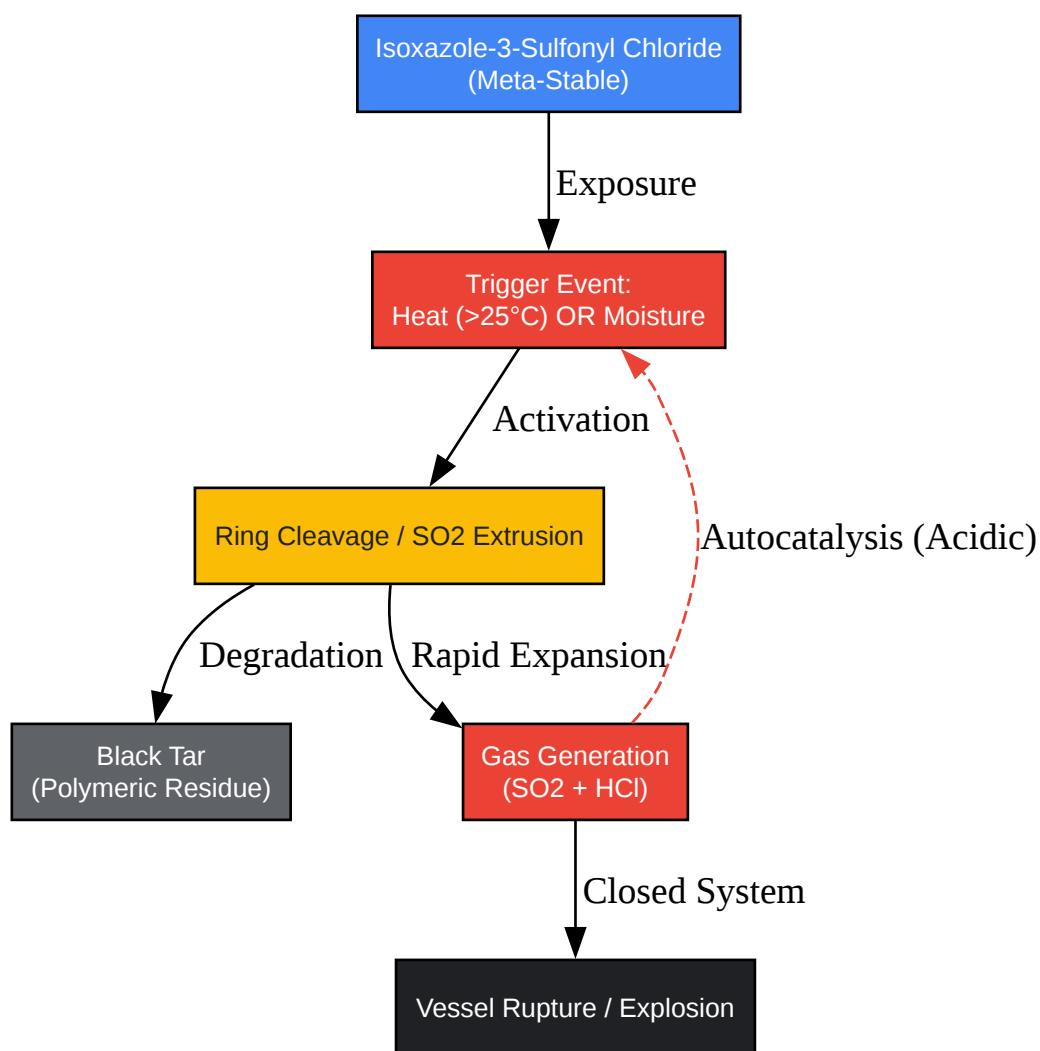 Isoxazole-3-Sulfonyl Chloride
(Meta-Stable)
Exposure
Trigger Event:
Heat (>25°C) OR Moisture
Activation
Ring Cleavage / SO2 Extrusion
Autocatalysis (Acidic)
Degradation
Rapid Expansion
Black Tar
(Polymeric Residue)
Gas Generation
(SO2 + HCl)
Closed System
Vessel Rupture / Explosion